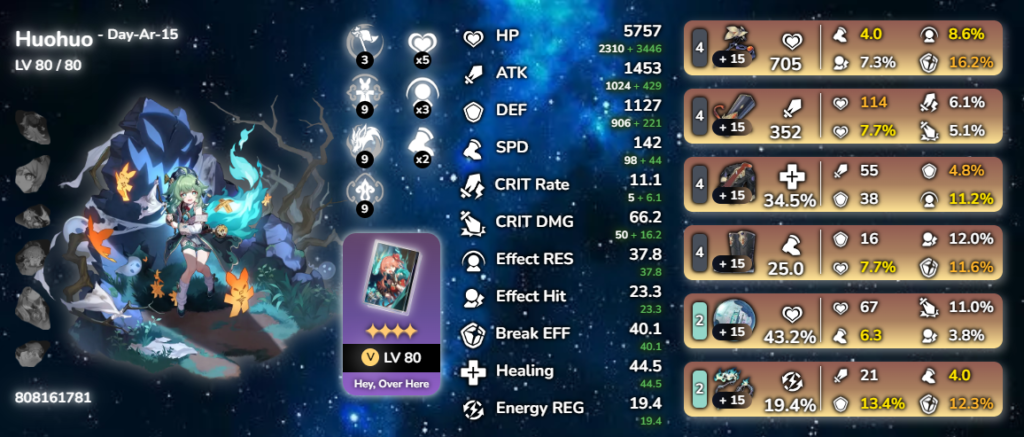 Huohuo - Day-Ar-15
LV 80 / 80
808161781
3
9
9
9
x5
x3
x2
V LV 80
Hey, Over Here
HP 5757
2310 + 3446
ATK 1453
1024 + 429
DEF 1127
906 + 221
SPD 142
98 + 44
CRIT Rate 11.1
5 + 6.1
CRIT DMG 66.2
50 + 16.2
Effect RES 37.8
37.8
Effect Hit 23.3
23.3
Break EFF 40.1
40.1
Healing 44.5
44.5
Energy REG 19.4
19.4
4 + 15 705
4.0 8.6%
7.3% 16.2%
4 + 15 352
114 6.1%
7.7% 5.1%
4 + 15 34.5%
55 4.8%
38 11.2%
4 + 15 25.0
16 12.0%
7.7% 11.6%
2 + 15 43.2%
67 11.0%
6.3 3.8%
2 + 15 19.4%
21 4.0
13.4% 12.3%